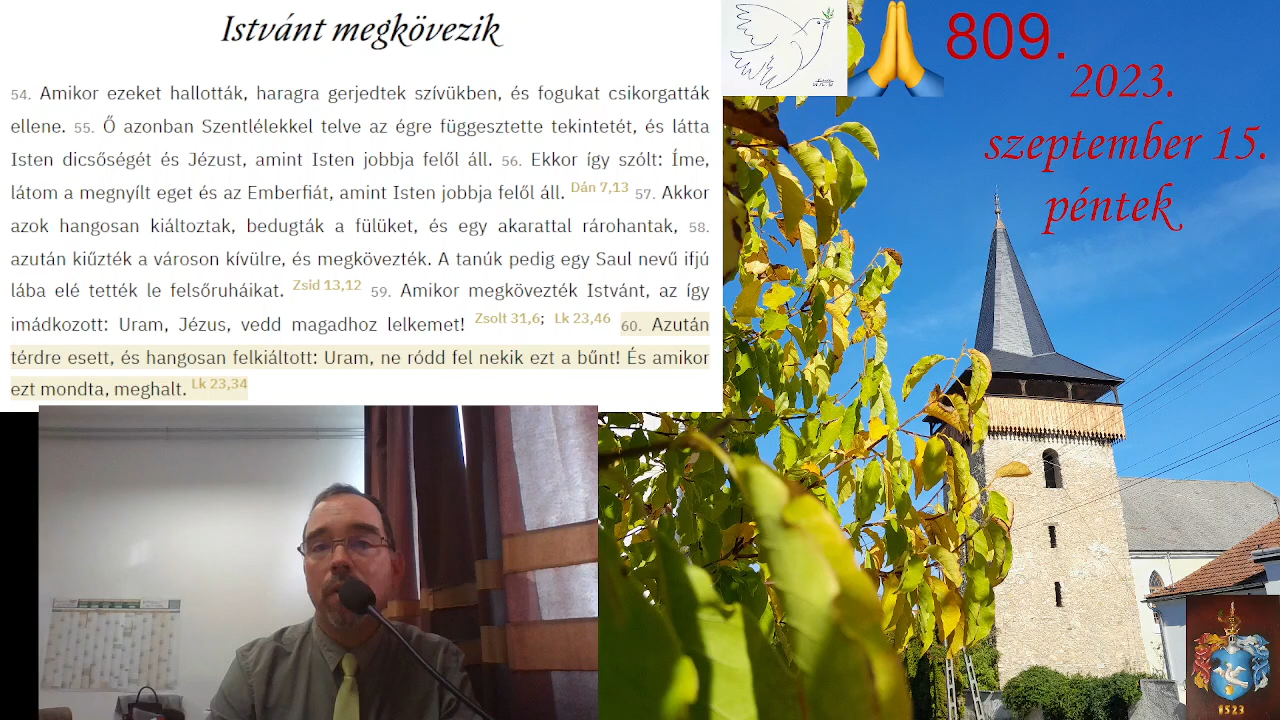 Istvánt megkövezik
54. Amikor ezeket hallották, haragra gerjedtek szívükben, és fogukat csikorgatták
ellene. 55. Ő azonban Szentlélekkel telve az égre függesztette tekintetét, és látta
Isten dicsőségét és Jézust, amint Isten jobbja felől áll. 56. Ekkor így szólt: Íme,
látom a megnyílt eget és az Emberfiát, amint Isten jobbja felől áll. Dán 7,13 57. Akkor
azok hangosan kiáltoztak, bedugták a fülüket, és egy akarattal rárohantak, 58.
azután kiűzték a városon kívülre, és megkövezték. A tanúk pedig egy Saul nevű ifjú
lába elé tették le felsőruháikat. Zsid 13,12 59. Amikor megkövezték Istvánt, az így
imádkozott: Uram, Jézus, vedd magadhoz lelkemet! Zsolt 31,6; Lk 23,46 60. Azután
térdre esett, és hangosan felkiáltott: Uram, ne ródd fel nekik ezt a bűnt! És amikor
ezt mondta, meghalt. Lk 23,34
809.
2023.
szeptember 15.
péntek
1523